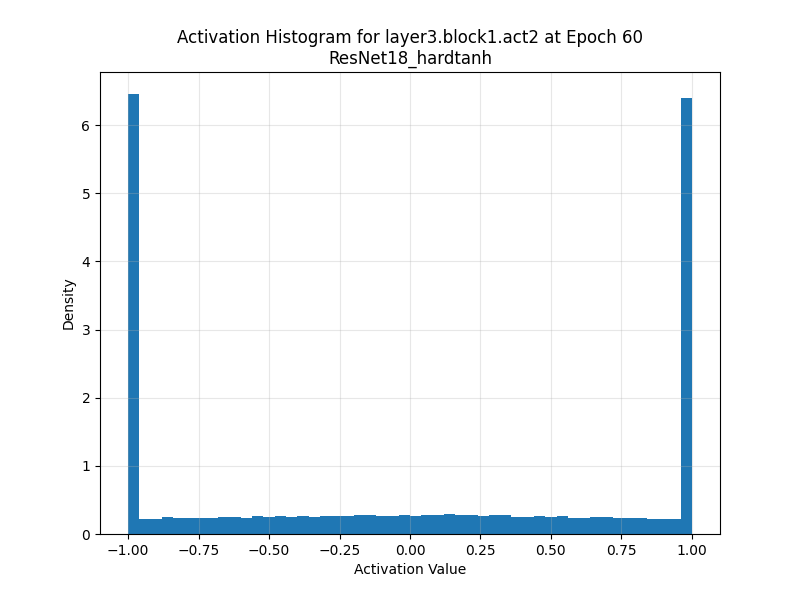 Activation Histogram for layer3.block1.act2 at Epoch 60
ResNet18_hardtanh
6
5
4
3
2
1
0
Density
−1.00 −0.75 −0.50 −0.25 0.00 0.25 0.50 0.75 1.00
Activation Value